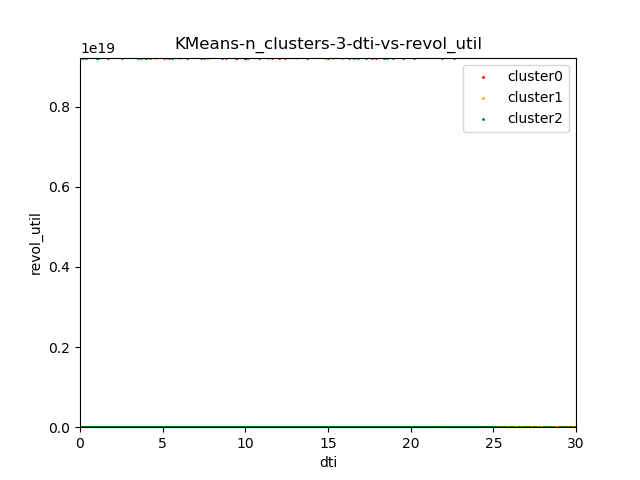 KMeans-n_clusters-3-dti-vs-revol_util
1e19
cluster0
cluster1
cluster2
0.8
0.6
0.4
0.2
0.0
revol_util
0 5 10 15 20 25 30
dti